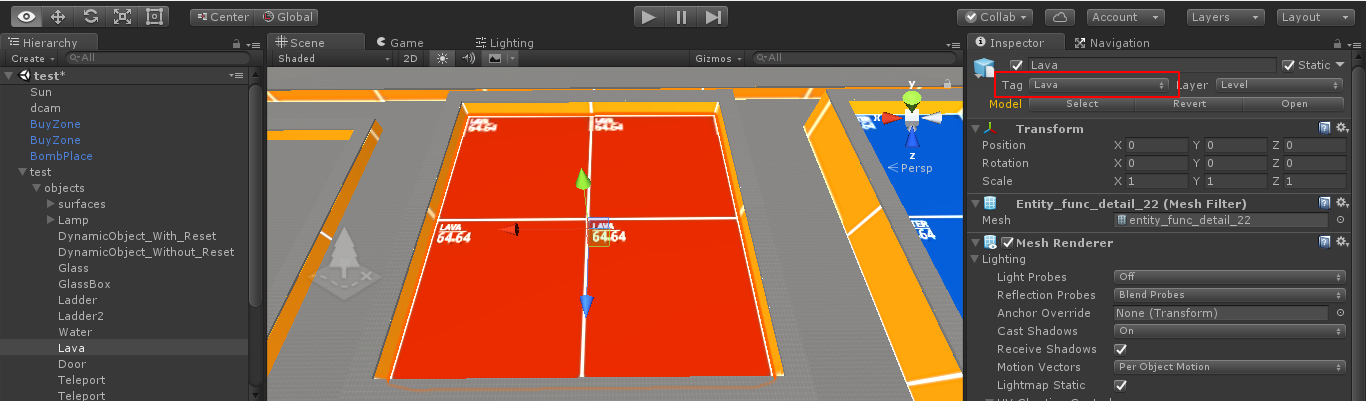 Center Global Collab Account Layers Layout
Hierarchy
Create All
test*
Sun
dcam
BuyZone
BuyZone
BombPlace
test
objects
surfaces
Lamp
DynamicObject_With_Reset
DynamicObject_Without_Reset
Glass
GlassBox
Ladder
Ladder2
Water
Lava
Door
Teleport
Teleport
Scene Game Lighting
Shaded 2D Gizmos All
LAVA
64.64
LAVA
64.64
LAVA
64.64
LAVA
64.64
y
x
z
Persp
Inspector Navigation
Lava Static
Tag Lava Layer Level
Model Select Revert Open
Transform
Position X 0 Y 0 Z 0
Rotation X 0 Y 0 Z 0
Scale X 1 Y 1 Z 1
Entity_func_detail_22 (Mesh Filter)
Mesh entity_func_detail_22
Mesh Renderer
Lighting
Light Probes Off
Reflection Probes Blend Probes
Anchor Override None (Transform)
Cast Shadows On
Receive Shadows
Motion Vectors Per Object Motion
Lightmap Static